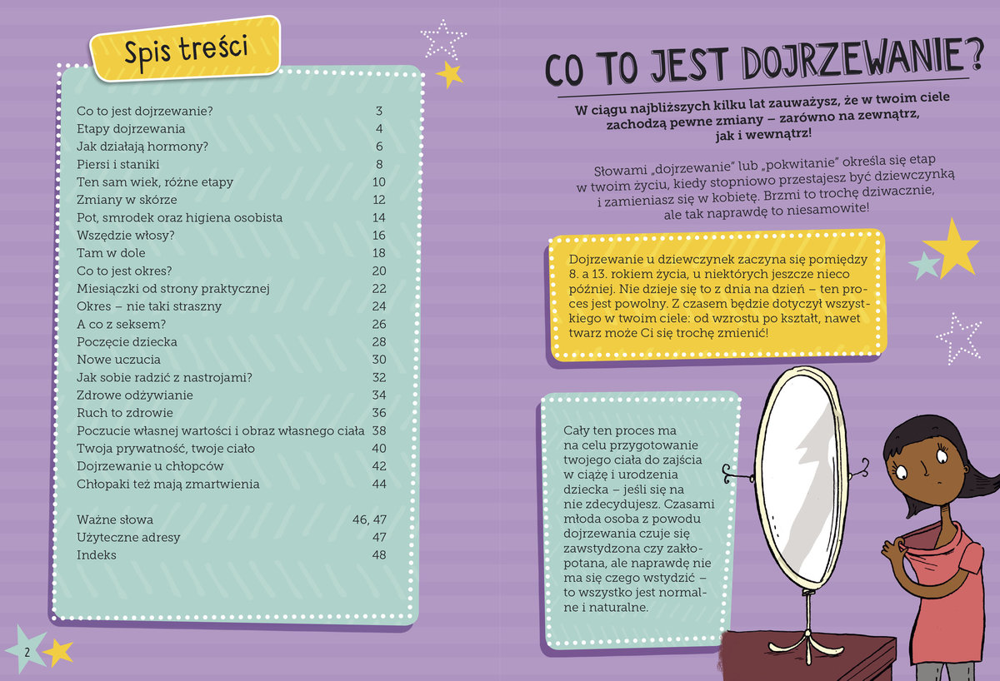 Spis treści
Co to jest dojrzewanie? 3
Etapy dojrzewania 4
Jak działają hormony? 6
Piersi i staniki 8
Ten sam wiek, różne etapy 10
Zmiany w skórze 12
Pot, smrodek oraz higiena osobista 14
Wszędzie włosy? 16
Tam w dole 18
Co to jest okres? 20
Miesiączki od strony praktycznej 22
Okres – nie taki straszny 24
A co z seksem? 26
Poczęcie dziecka 28
Nowe uczucia 30
Jak sobie radzić z nastrojami? 32
Zdrowe odżywianie 34
Ruch to zdrowie 36
Poczucie własnej wartości i obraz własnego ciała 38
Twoja prywatność, twoje ciało 40
Dojrzewanie u chłopców 42
Chłopaki też mają zmartwienia 44
Ważne słowa 46, 47
Użyteczne adresy 47
Indeks 48
2
CO TO JEST DOJRZEWANIE?
W ciągu najbliższych kilku lat zauważysz, że w twoim ciele
zachodzą pewne zmiany – zarówno na zewnątrz,
jak i wewnątrz!
Słowami „dojrzewanie” lub „pokwitanie” określa się etap
w twoim życiu, kiedy stopniowo przestajesz być dziewczynką
i zamieniasz się w kobietę. Brzmi to trochę dziwacznie,
ale tak naprawdę to niesamowite!
Dojrzewanie u dziewczynek zaczyna się pomiędzy
8. a 13. rokiem życia, u niektórych jeszcze nieco
później. Nie dzieje się to z dnia na dzień – ten pro-
ces jest powolny. Z czasem będzie dotyczył wszyst-
kiego w twoim ciele: od wzrostu po kształt, nawet
twarz może Ci się trochę zmienić!
Cały ten proces ma
na celu przygotowanie
twojego ciała do zajścia
w ciążę i urodzenia
dziecka – jeśli się na
nie zdecydujesz. Czasami
młoda osoba z powodu
dojrzewania czuje się
zawstydzona czy zakło-
potana, ale naprawdę nie
ma się czego wstydzić –
to wszystko jest normal-
ne i naturalne.